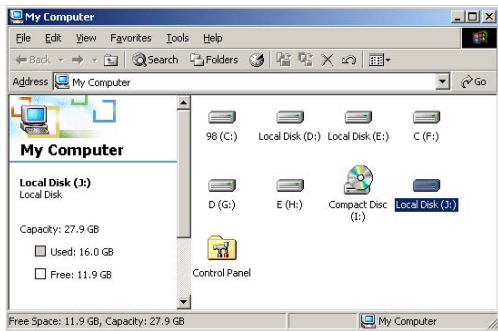 My Computer
File Edit View Favorites Tools Help
Back Search Folders
Address My Computer Go
My Computer
Local Disk (J:)
Local Disk
Capacity: 27.9 GB
Used: 16.0 GB
Free: 11.9 GB
98 (C:) Local Disk (D:) Local Disk (E:) C (F:)
D (G:) E (H:) Compact Disc (I:) Local Disk (J:)
Control Panel
Free Space: 11.9 GB, Capacity: 27.9 GB My Computer